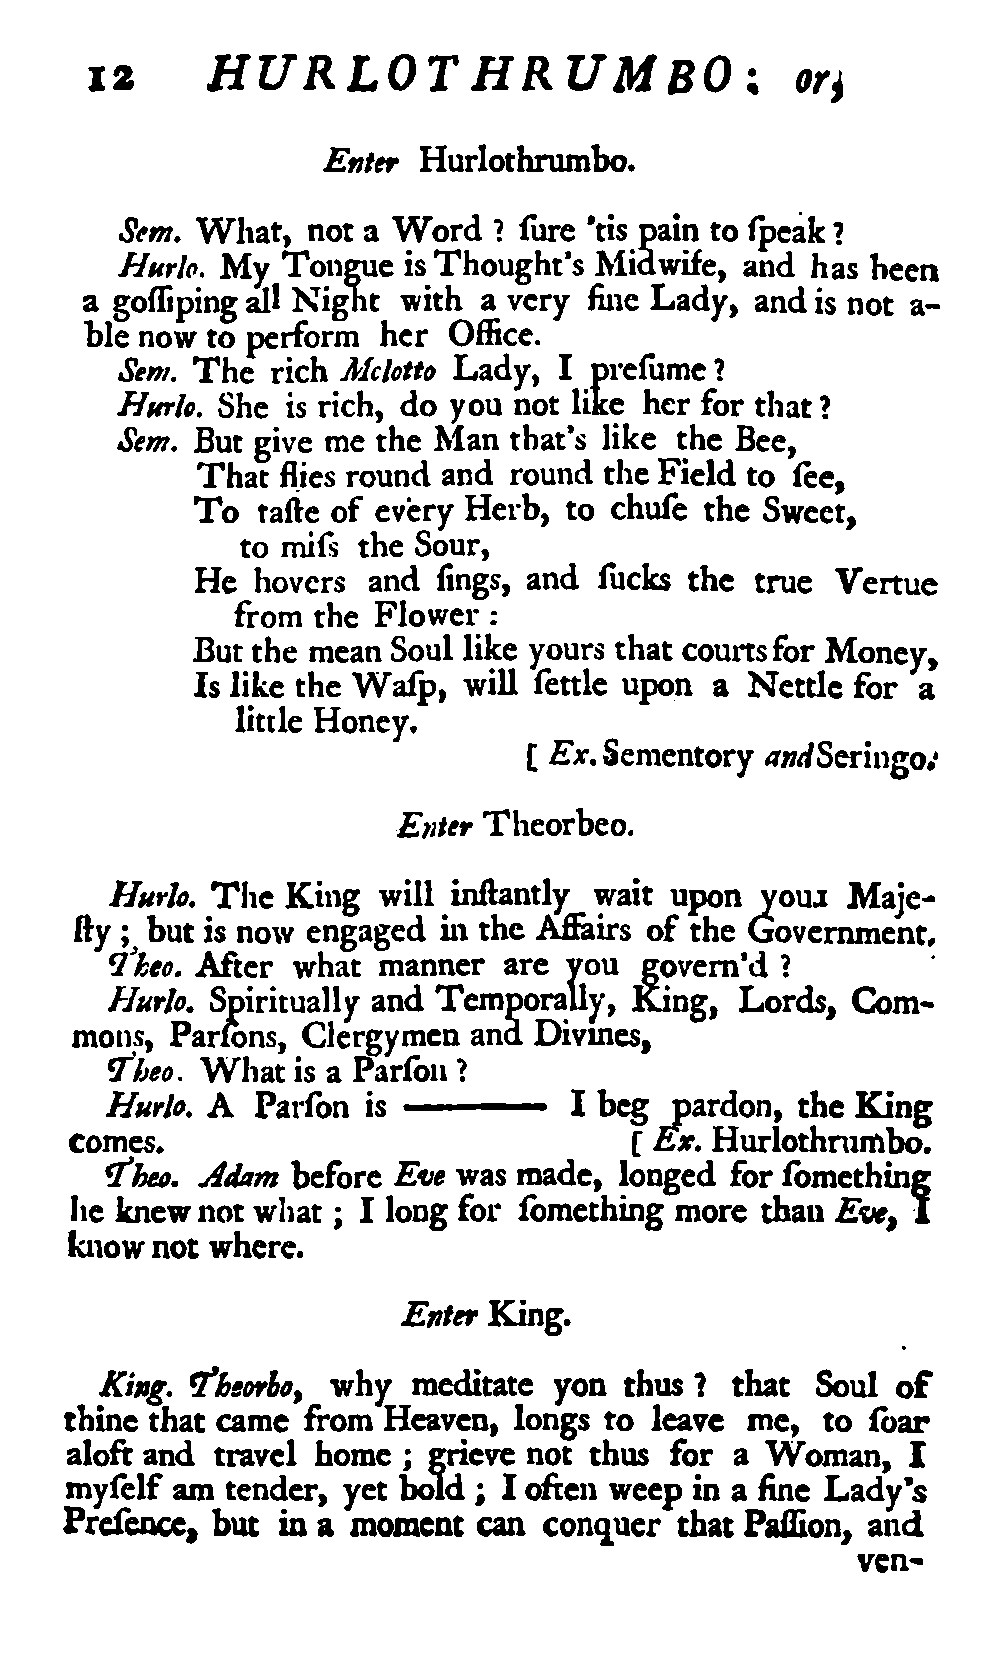 12 HURLOTHRUMBO: or,
Enter Hurlothrumbo.
Sem. What, not a Word? ſure 'tis pain to ſpeak?
Hurlo. My Tongue is Thought's Midwife, and has been
a goſſiping all Night with a very fine Lady, and is not a-
ble now to perform her Office.
Sem. The rich Melotto Lady, I preſume?
Hurlo. She is rich, do you not like her for that?
Sem. But give me the Man that's like the Bee,
That flies round and round the Field to ſee,
To taſte of every Herb, to chuſe the Sweet,
to miſs the Sour,
He hovers and ſings, and ſucks the true Vertue
from the Flower:
But the mean Soul like yours that courts for Money,
Is like the Waſp, will ſettle upon a Nettle for a
little Honey.
[ Ex. Sementory and Seringo.
Enter Theorbeo.
Hurlo. The King will inſtantly wait upon your Maje-
ſty; but is now engaged in the Affairs of the Government.
Theo. After what manner are you govern'd?
Hurlo. Spiritually and Temporally, King, Lords, Com-
mons, Parſons, Clergymen and Divines,
Theo. What is a Parſon?
Hurlo. A Parſon is ——— I beg pardon, the King
comes. [ Ex. Hurlothrumbo.
Theo. Adam before Eve was made, longed for ſomething
he knew not what; I long for ſomething more than Eve, I
know not where.
Enter King.
King. Theorbo, why meditate yon thus? that Soul of
thine that came from Heaven, longs to leave me, to ſoar
aloft and travel home; grieve not thus for a Woman, I
myſelf am tender, yet bold; I often weep in a fine Lady's
Preſence, but in a moment can conquer that Paſſion, and
ven-